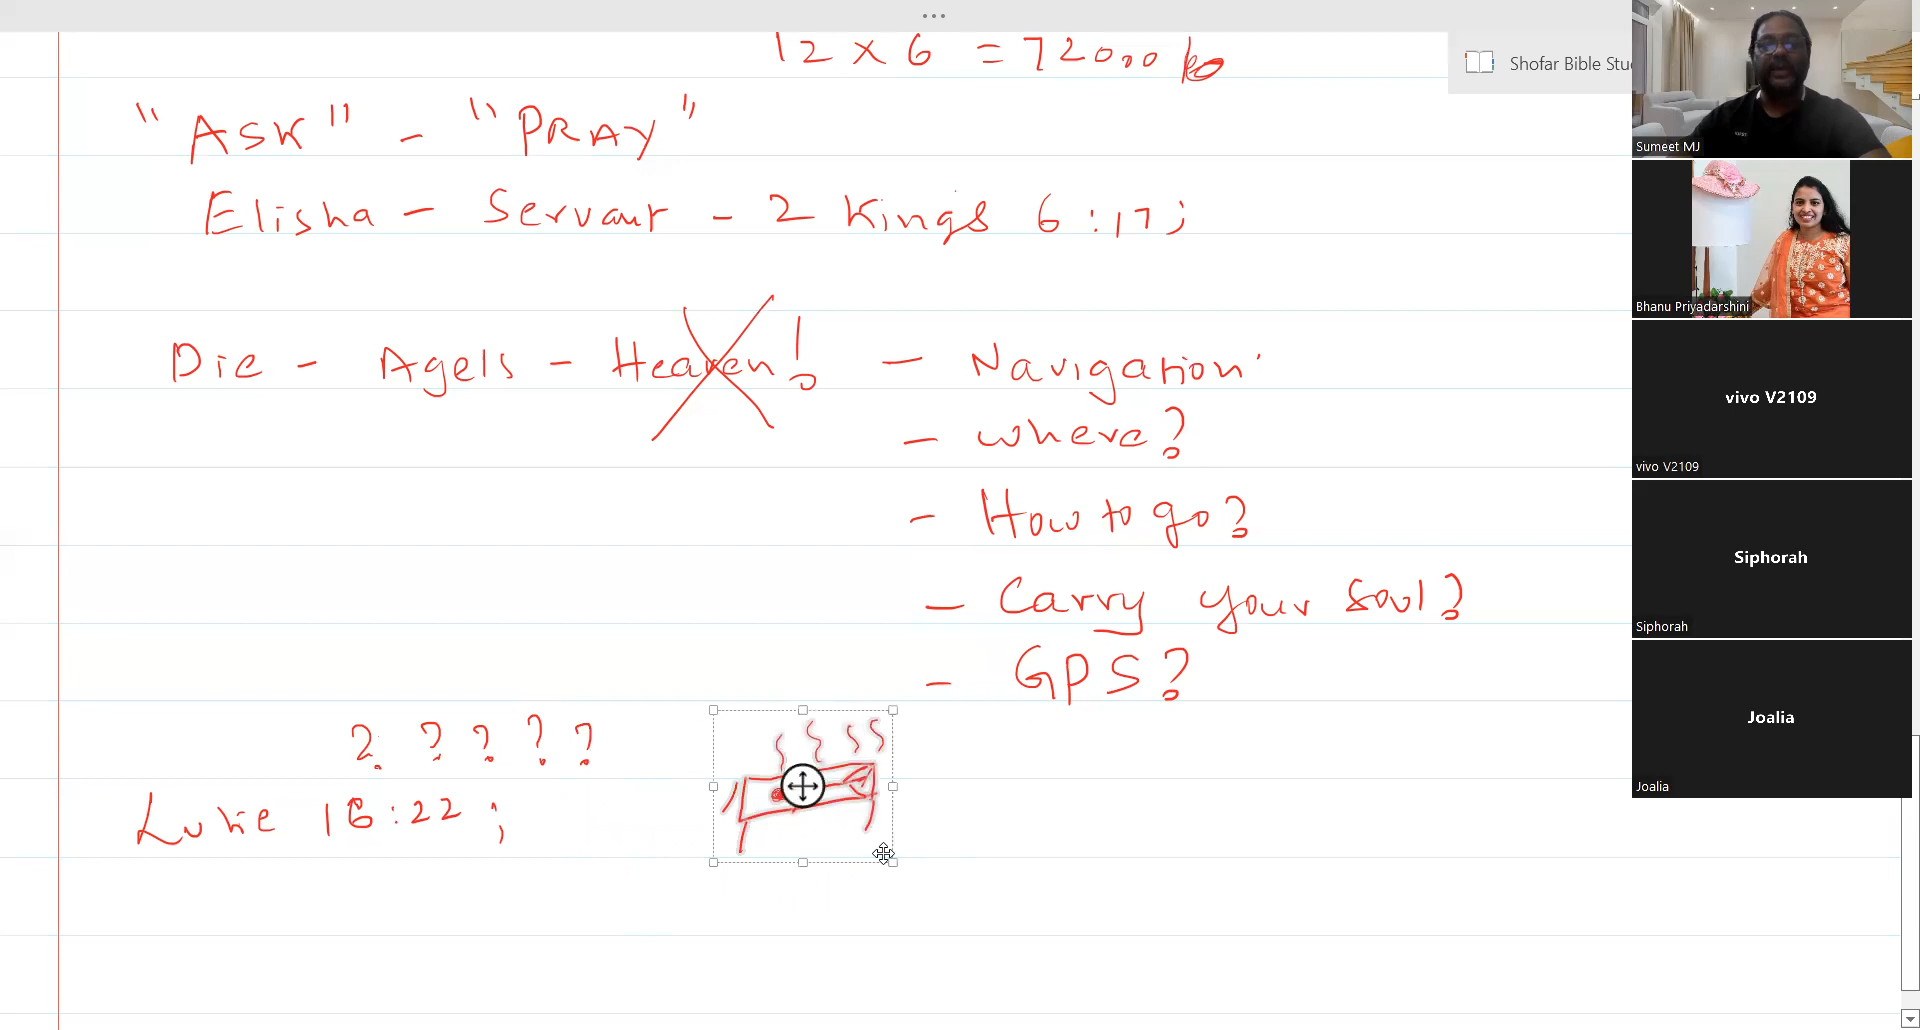 12 × 6 = 72000
Shofar Bible Stu
"ASK" - "PRAY"
Elisha - Servant - 2 Kings 6:17;
Die - Agels - Heaven! - Navigation
- where?
- How to go?
- Carry your soul?
- GPS?
? ? ? ? ?
Luke 16:22;
Sumeet MJ
Bhanu Priyadarshini
vivo V2109
vivo V2109
Siphorah
Siphorah
Joalia
Joalia